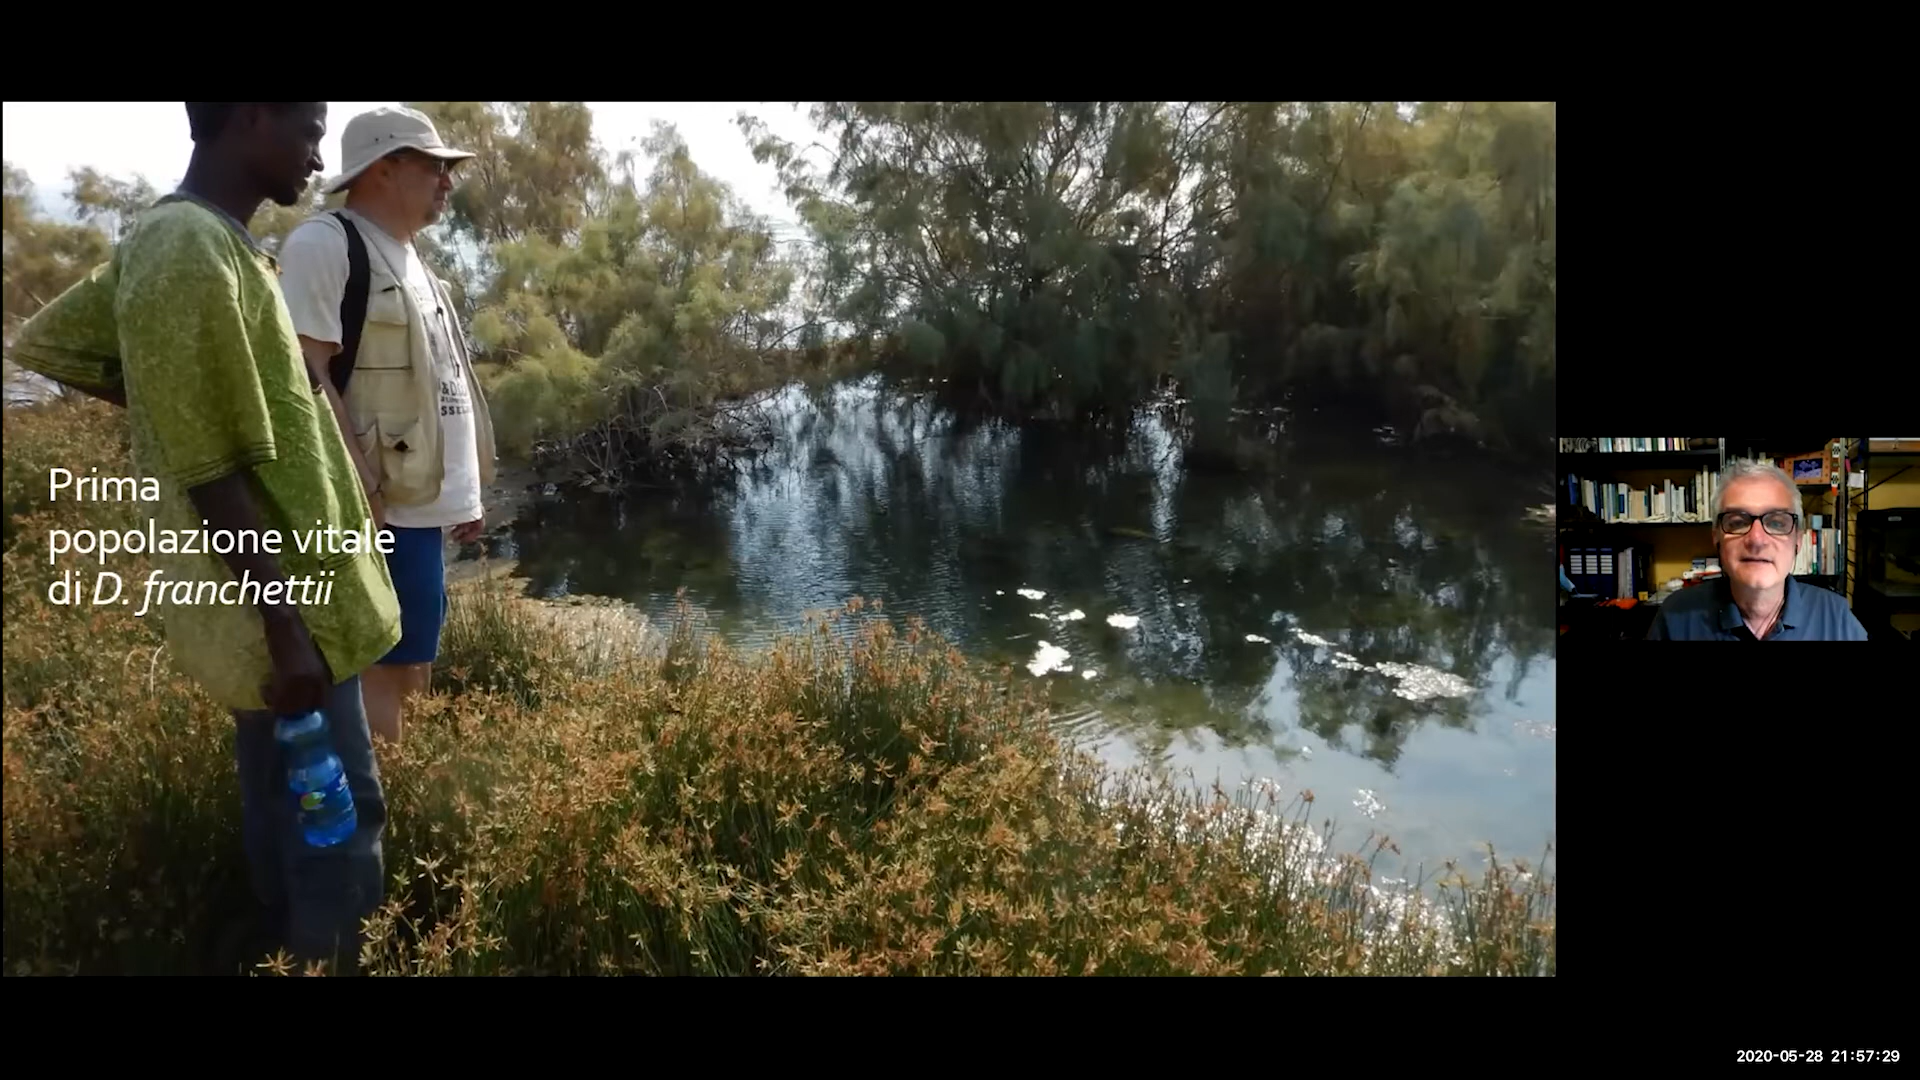 Prima
popolazione vitale
di D. franchettii
2020-05-28 21:57:29